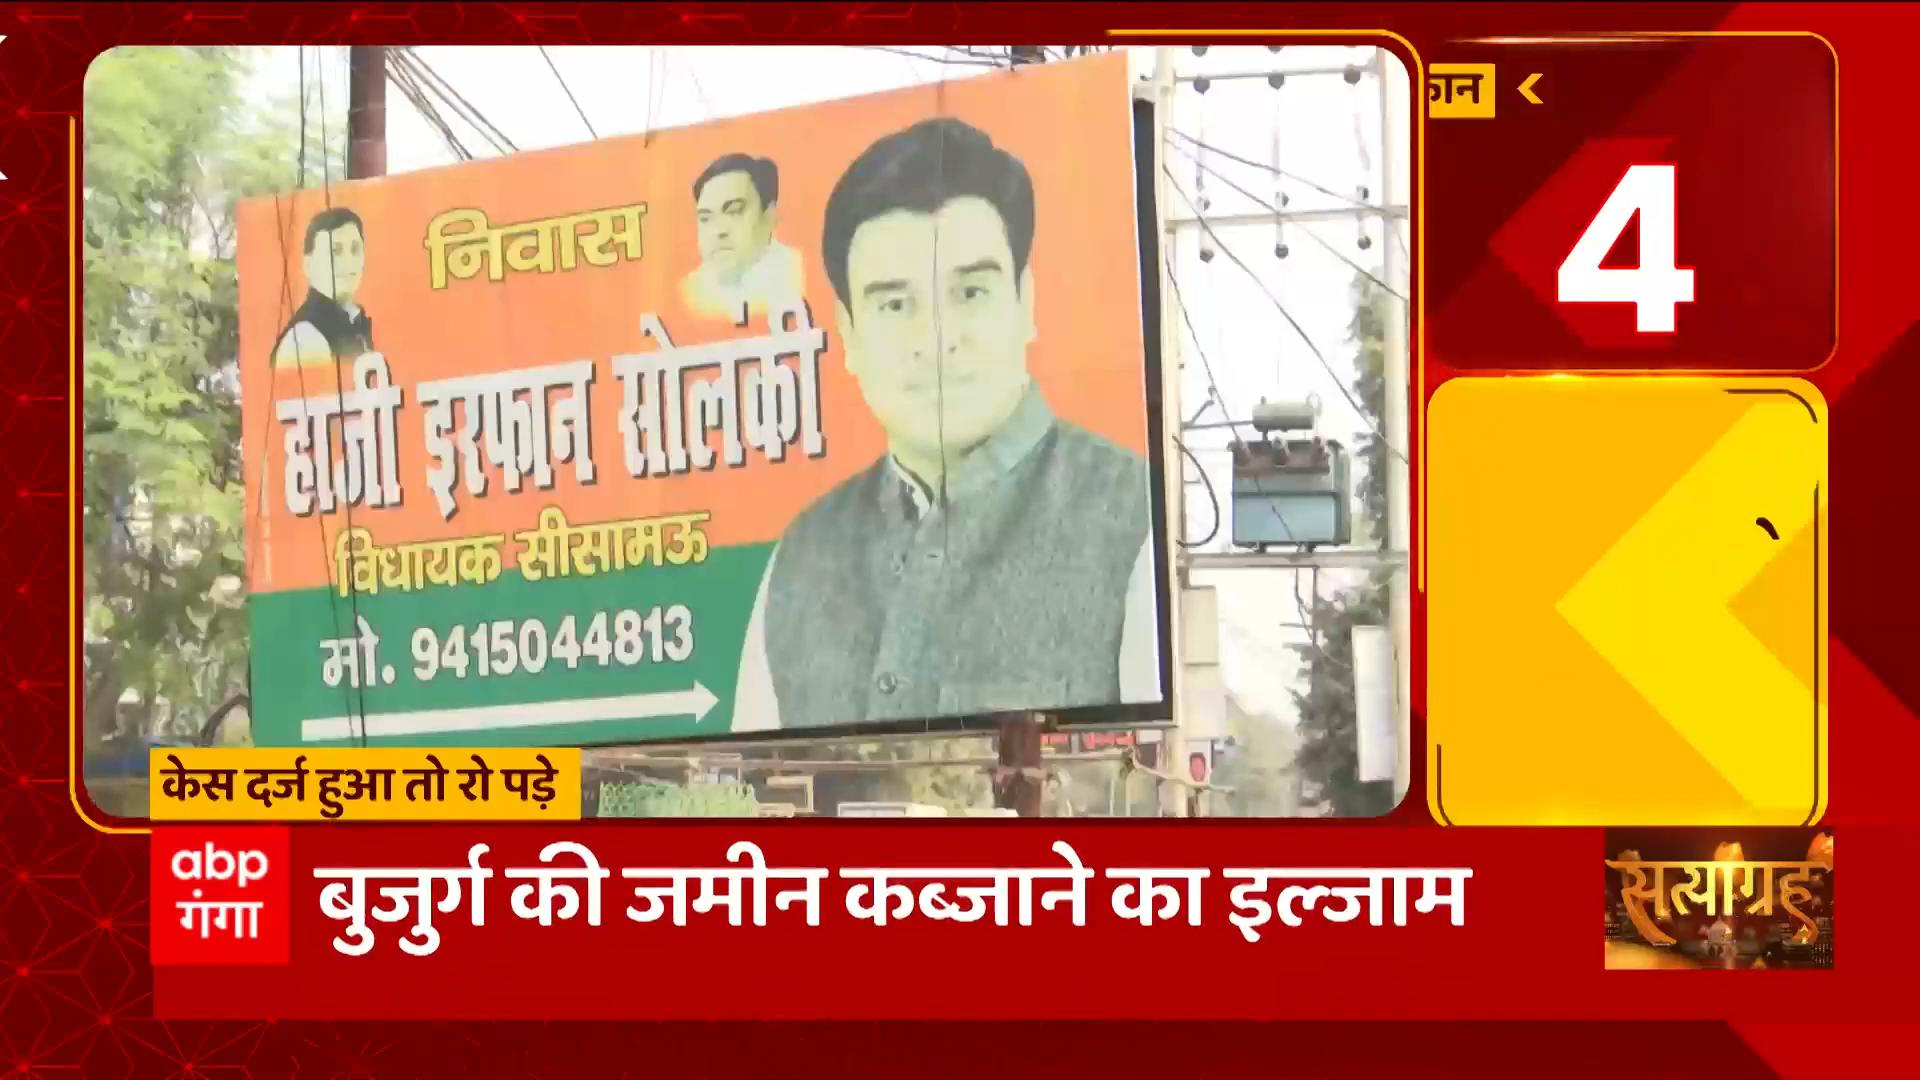 निवास
हाजी इरफान सोलंकी
विधायक सीसामऊ
मो. 9415044813
4
केस दर्ज हुआ तो रो पड़े
abp
गंगा
बुजुर्ग की जमीन कब्जाने का इल्जाम
सत्याग्रह